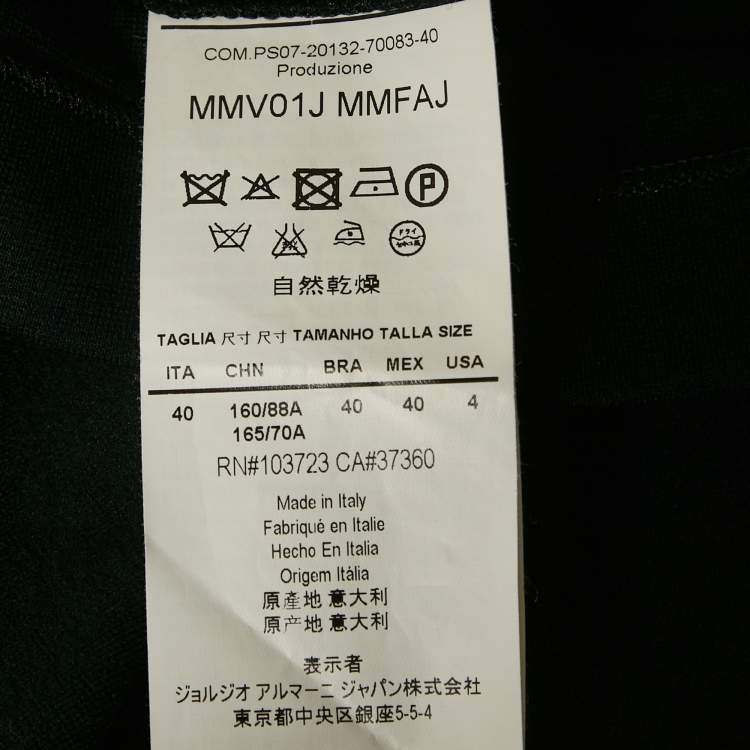 COM.PS07-20132-70083-40
Produzione
MMV01J MMFAJ
P
ドライ
自然乾燥
TAGLIA 尺寸 尺寸 TAMANHO TALLA SIZE
ITA CHN BRA MEX USA
40 160/88A 40 40 4
165/70A
RN#103723 CA#37360
Made in Italy
Fabriqué en Italie
Hecho En Italia
Origem Itália
原產地 意大利
原产地 意大利
表示者
ジョルジオ アルマーニ ジャパン株式会社
東京都中央区銀座5-5-4